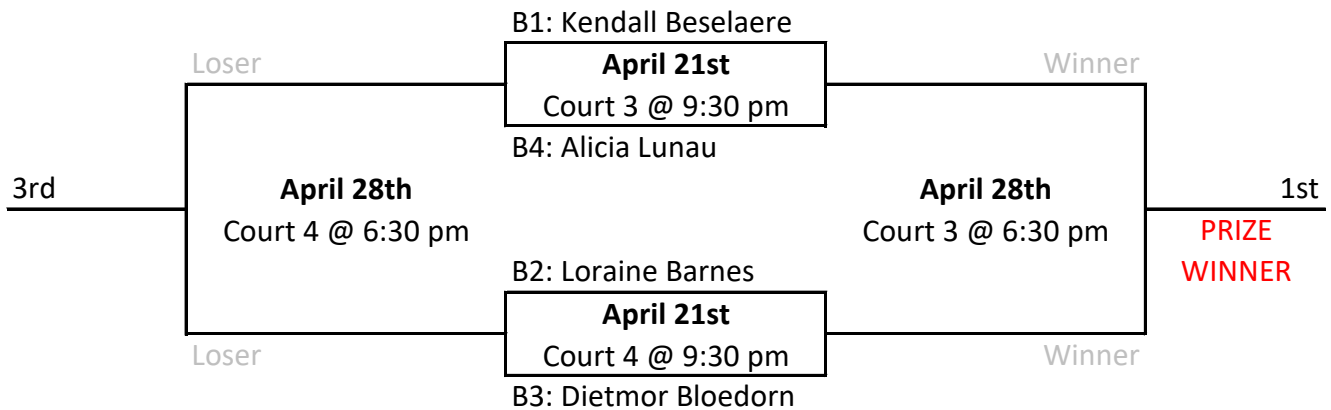 B1: Kendall Beselaere
Loser
April 21st
Winner
Court 3 @ 9:30 pm
B4: Alicia Lunau
3rd
April 28th
April 28th
1st
Court 4 @ 6:30 pm
Court 3 @ 6:30 pm
PRIZE
WINNER
B2: Loraine Barnes
April 21st
Loser
Court 4 @ 9:30 pm
Winner
B3: Dietmor Bloedorn